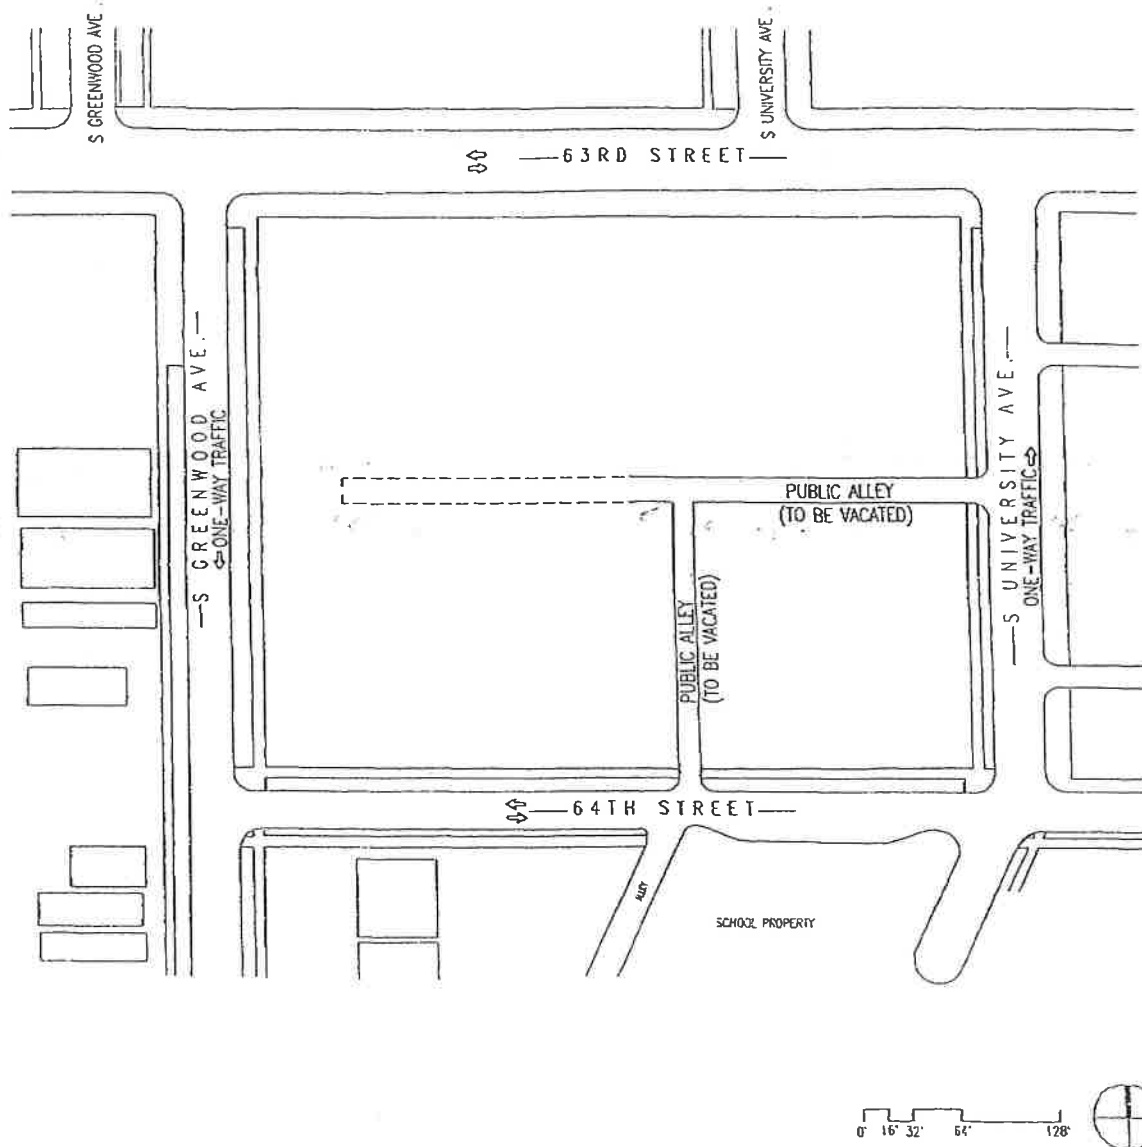 S GREENWOOD AVE.
S UNIVERSITY AVE.
63RD STREET
S GREENWOOD AVE.
ONE-WAY TRAFFIC
S UNIVERSITY AVE.
ONE-WAY TRAFFIC
PUBLIC ALLEY
(TO BE VACATED)
PUBLIC ALLEY
(TO BE VACATED)
64TH STREET
ALLEY
SCHOOL PROPERTY
0' 16' 32' 64' 128'